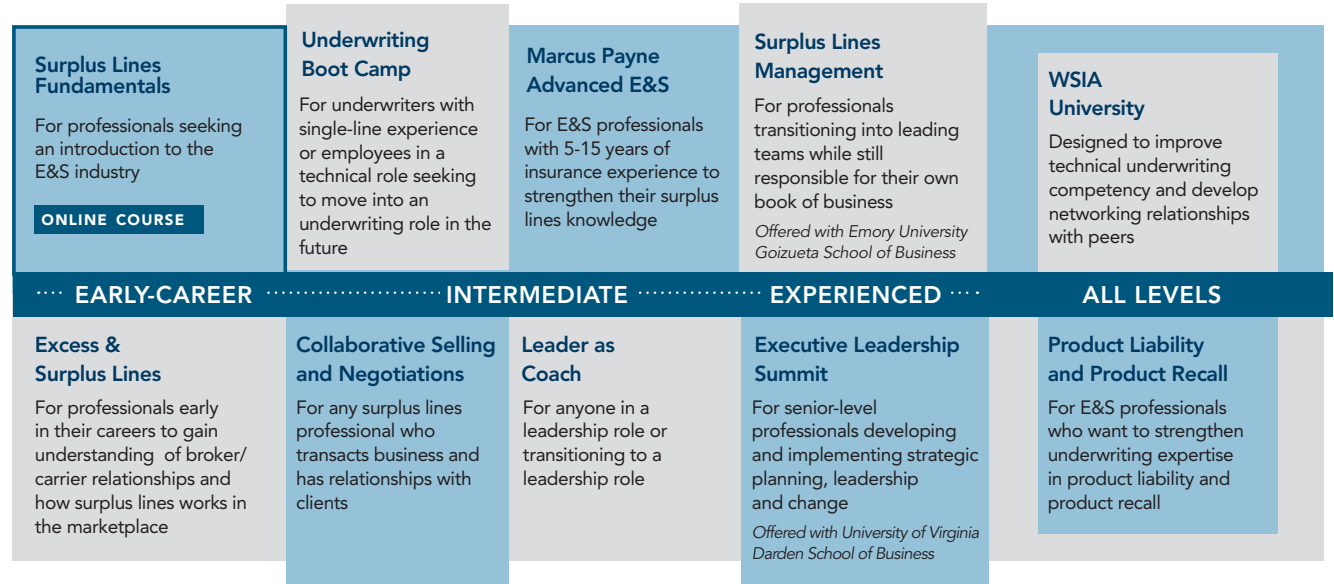 Surplus Lines
Fundamentals
For professionals seeking
an introduction to the
E&S industry
ONLINE COURSE
Underwriting
Boot Camp
For underwriters with
single-line experience
or employees in a
technical role seeking
to move into an
underwriting role in the
future
Marcus Payne
Advanced E&S
For E&S professionals
with 5-15 years of
insurance experience to
strengthen their surplus
lines knowledge
Surplus Lines
Management
For professionals
transitioning into leading
teams while still
responsible for their own
book of business
Offered with Emory University
Goizueta School of Business
WSIA
University
Designed to improve
technical underwriting
competency and develop
networking relationships
with peers
···· EARLY-CAREER ························ INTERMEDIATE ················· EXPERIENCED ···· ALL LEVELS
Excess &
Surplus Lines
For professionals early
in their careers to gain
understanding  of broker/
carrier relationships and
how surplus lines works in
the marketplace
Collaborative Selling
and Negotiations
For any surplus lines
professional who
transacts business and
has relationships with
clients
Leader as
Coach
For anyone in a
leadership role or
transitioning to a
leadership role
Executive Leadership
Summit
For senior-level
professionals developing
and implementing strategic
planning, leadership
and change
Offered with University of Virginia
Darden School of Business
Product Liability
and Product Recall
For E&S professionals
who want to strengthen
underwriting expertise
in product liability and
product recall